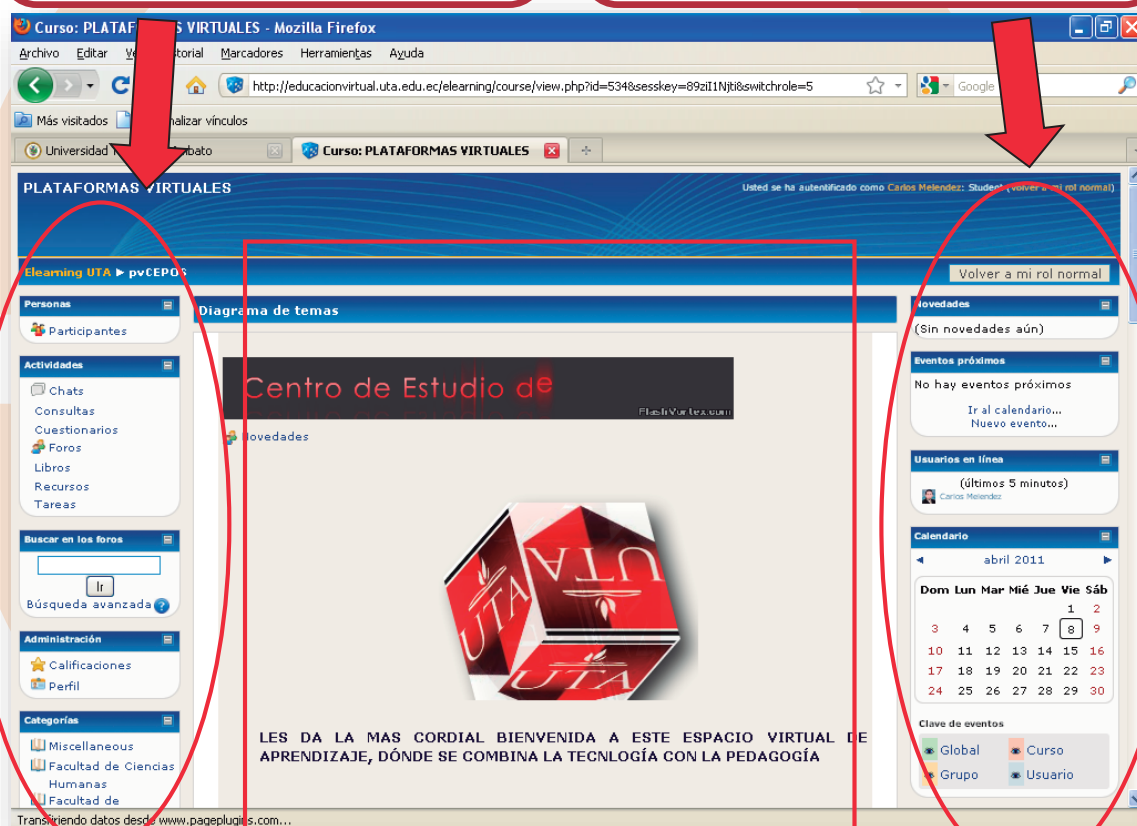 Curso: PLATAFORMAS VIRTUALES - Mozilla Firefox
Archivo Editar Marcadores Herramientas Ayuda
http://educacionvirtual.uta.edu.ec/elearning/course/view.php?id=534&sesskey=89ziI1Njti&switchrole=5
Google
Más visitados vínculos
Universidad Curso: PLATAFORMAS VIRTUALES
PLATAFORMAS VIRTUALES
Usted se ha autentificado como Carlos Melendez: Student (Volver a mi rol normal)
Elearning UTA ► pvCEPOS
Volver a mi rol normal
Personas
Participantes
Actividades
Chats
Consultas
Cuestionarios
Foros
Libros
Recursos
Tareas
Buscar en los foros
Ir
Búsqueda avanzada
Administración
Calificaciones
Perfil
Categorías
Miscellaneous
Facultad de Ciencias
Humanas
Facultad de
Diagrama de temas
Centro de Estudio de
FlashVortex.com
Novedades
UTA
UTA
UTA
LES DA LA MAS CORDIAL BIENVENIDA A ESTE ESPACIO VIRTUAL DE
APRENDIZAJE, DÓNDE SE COMBINA LA TECNLOGÍA CON LA PEDAGOGÍA
Novedades
(Sin novedades aún)
Eventos próximos
No hay eventos próximos
Ir al calendario...
Nuevo evento...
Usuarios en línea
(últimos 5 minutos)
Carlos Melendez
Calendario
abril 2011
Dom Lun Mar Mié Jue Vie Sáb
1 2
3 4 5 6 7 8 9
10 11 12 13 14 15 16
17 18 19 20 21 22 23
24 25 26 27 28 29 30
Clave de eventos
Global Curso
Grupo Usuario
Transfiriendo datos desde www.pageplugins.com...